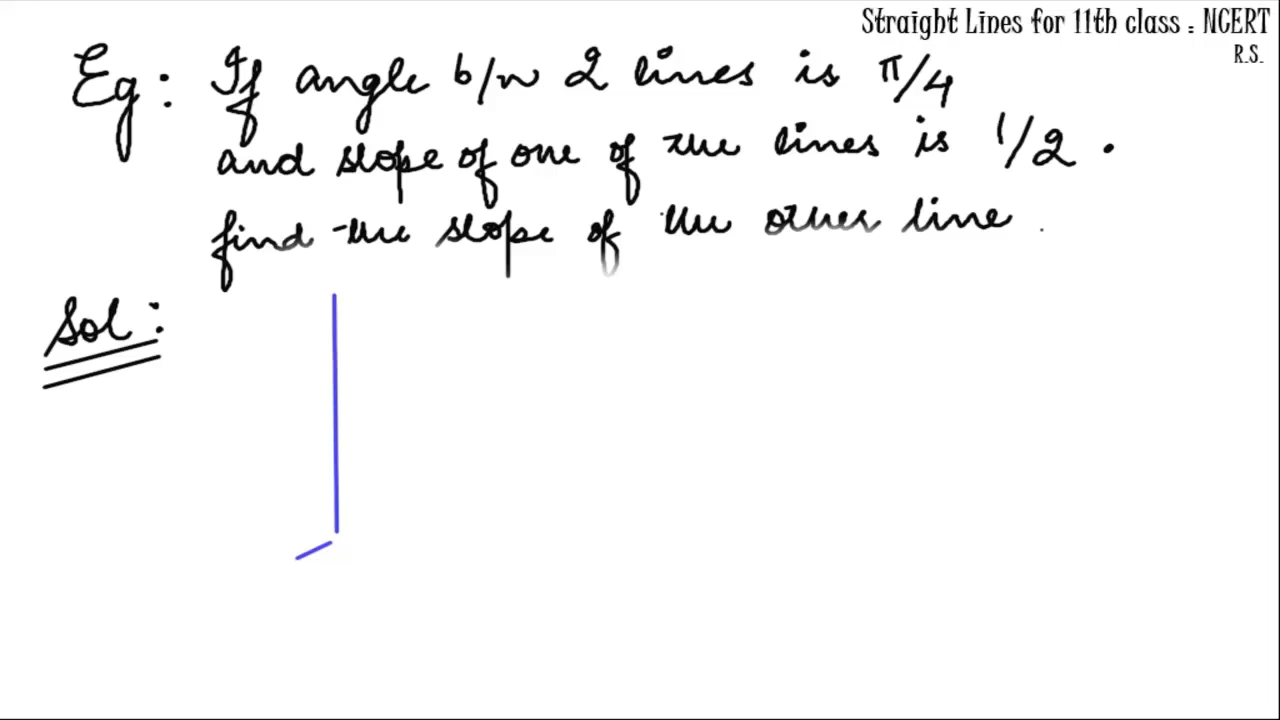 Straight Lines for 11th class : NCERT
R.S.
Eg: If angle b/w 2 lines is π/4
and slope of one of the lines is 1/2 .
find the slope of the other line .
Sol: